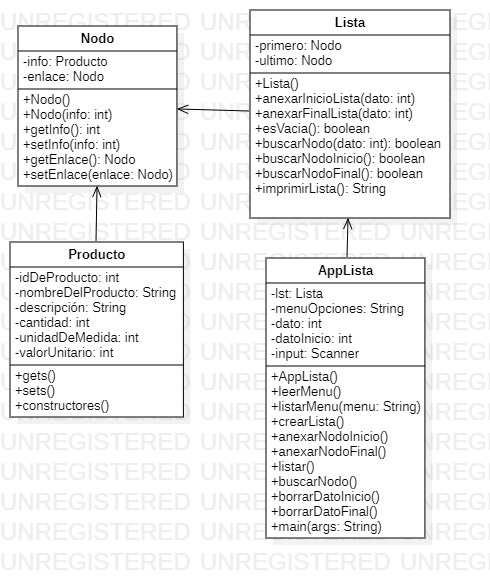 Nodo
-info: Producto
-enlace: Nodo
+Nodo()
+Nodo(info: int)
+getInfo(): int
+setInfo(info: int)
+getEnlace(): Nodo
+setEnlace(enlace: Nodo)
Lista
-primero: Nodo
-ultimo: Nodo
+Lista()
+anexarInicioLista(dato: int)
+anexarFinalLista(dato: int)
+esVacia(): boolean
+buscarNodo(dato: int): boolean
+buscarNodoInicio(): boolean
+buscarNodoFinal(): boolean
+imprimirLista(): String
Producto
-idDeProducto: int
-nombreDelProducto: String
-descripción: String
-cantidad: int
-unidadDeMedida: int
-valorUnitario: int
+gets()
+sets()
+constructores()
AppLista
-lst: Lista
-menuOpciones: String
-dato: int
-datoInicio: int
-input: Scanner
+AppLista()
+leerMenu()
+listarMenu(menu: String)
+crearLista()
+anexarNodoInicio()
+anexarNodoFinal()
+listar()
+buscarNodo()
+borrarDatoInicio()
+borrarDatoFinal()
+main(args: String)
UNREGISTERED UNREGISTERED UNREGISTERED